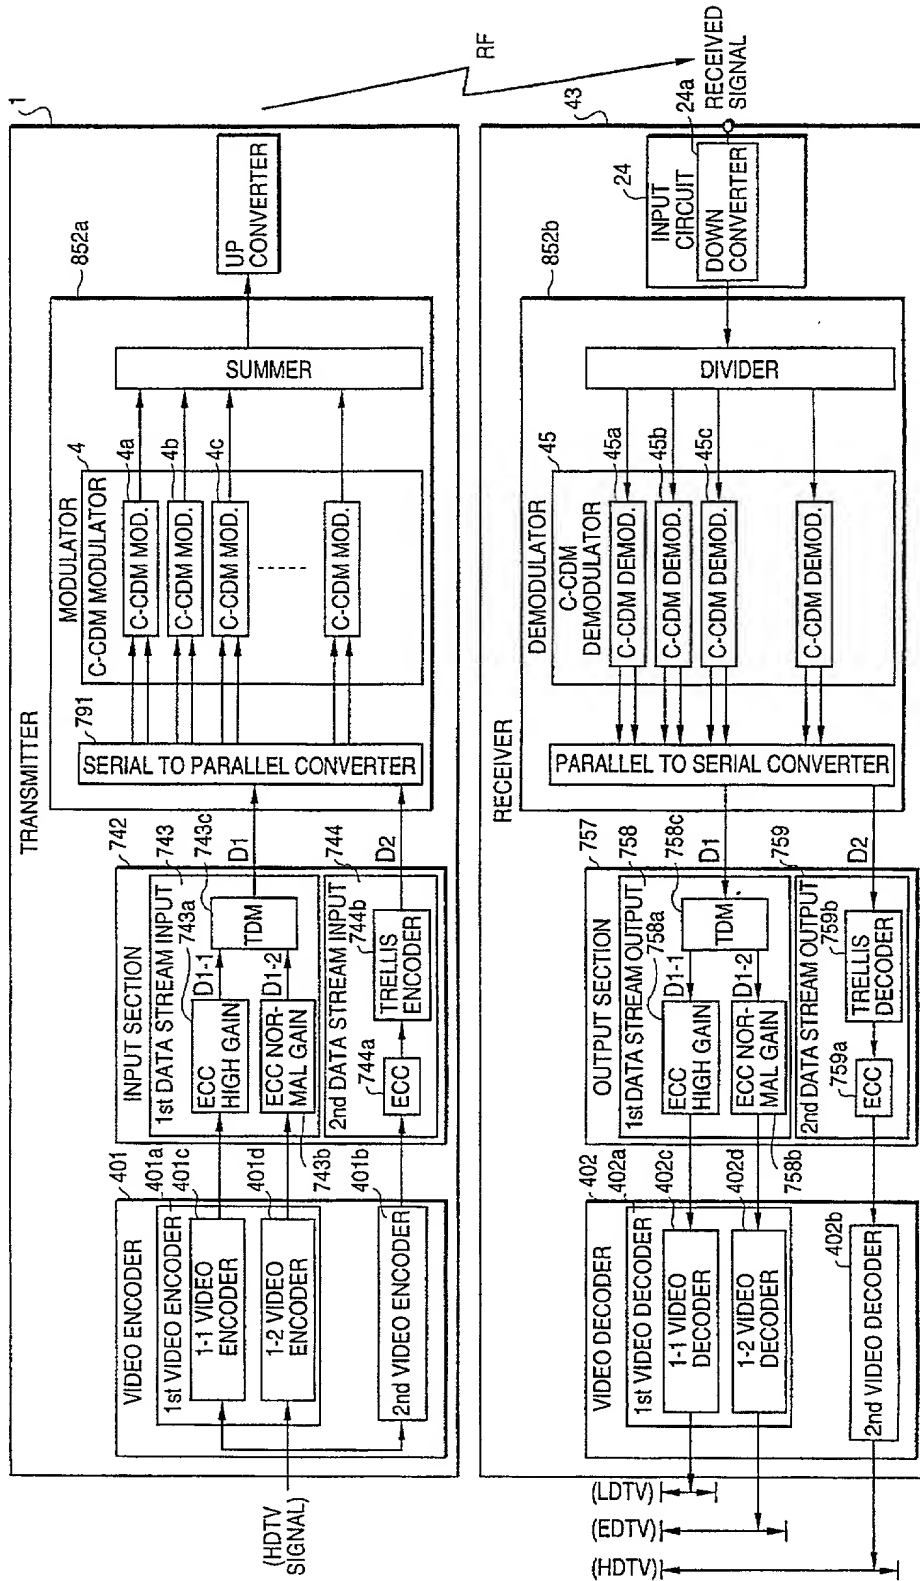 TRANSMITTER
1
VIDEO ENCODER
401
1st VIDEO ENCODER
401a
401c
1-1 VIDEO
ENCODER
401d
1-2 VIDEO
ENCODER
401b
2nd VIDEO ENCODER
(HDTV
SIGNAL)
INPUT SECTION
742
1st DATA STREAM INPUT
743
743a
743c
ECC
HIGH GAIN
D1-1
TDM
D1-2
ECC NOR-
MAL GAIN
743b
2nd DATA STREAM INPUT
744
744a
744b
ECC
TRELLIS
ENCODER
D1
D2
852a
MODULATOR
791
SERIAL TO PARALLEL CONVERTER
C-CDM MODULATOR
4
C-CDM MOD.
4a
C-CDM MOD.
4b
C-CDM MOD.
4c
C-CDM MOD.
SUMMER
UP
CONVERTER
RF
RECEIVED
SIGNAL
RECEIVER
43
24
INPUT
CIRCUIT
24a
DOWN
CONVERTER
852b
DIVIDER
DEMODULATOR
C-CDM
DEMODULATOR
45
45a
C-CDM DEMOD.
45b
C-CDM DEMOD.
45c
C-CDM DEMOD.
C-CDM DEMOD.
PARALLEL TO SERIAL CONVERTER
D1
D2
OUTPUT SECTION
757
1st DATA STREAM OUTPUT
758
758a
758c
TDM
D1-1
D1-2
ECC
HIGH GAIN
ECC NOR-
MAL GAIN
758b
2nd DATA STREAM OUTPUT
759
759a
759b
TRELLIS
DECODER
ECC
VIDEO DECODER
402
1st VIDEO DECODER
402a
402c
1-1 VIDEO
DECODER
402d
1-2 VIDEO
DECODER
402b
2nd VIDEO DECODER
(LDTV)
(EDTV)
(HDTV)